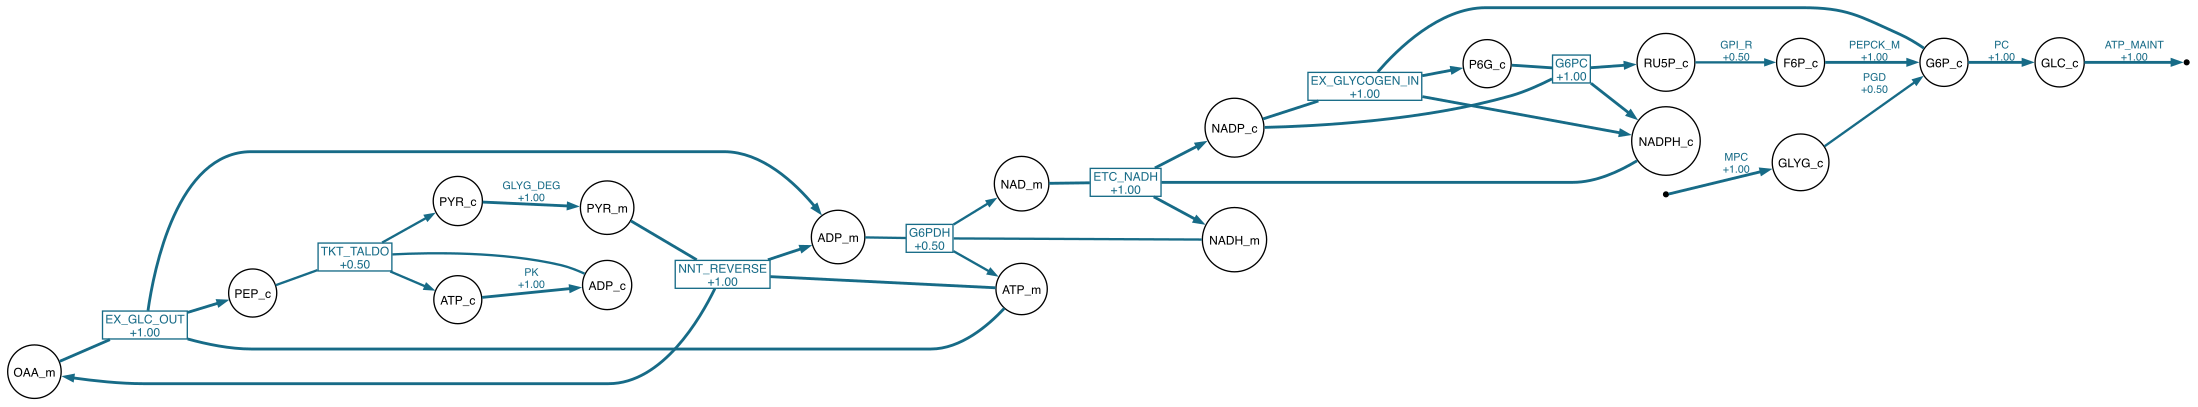 OAA_m
EX_GLC_OUT
+1.00
PEP_c
TKT_TALDO
+0.50
PYR_c
ATP_c
GLYG_DEG
+1.00
PK
+1.00
PYR_m
ADP_c
NNT_REVERSE
+1.00
ADP_m
G6PDH
+0.50
NAD_m
ATP_m
ETC_NADH
+1.00
NADP_c
NADH_m
EX_GLYCOGEN_IN
+1.00
P6G_c
G6PC
+1.00
RU5P_c
NADPH_c
GPI_R
+0.50
MPC
+1.00
F6P_c
GLYG_c
PEPCK_M
+1.00
PGD
+0.50
G6P_c
PC
+1.00
GLC_c
ATP_MAINT
+1.00